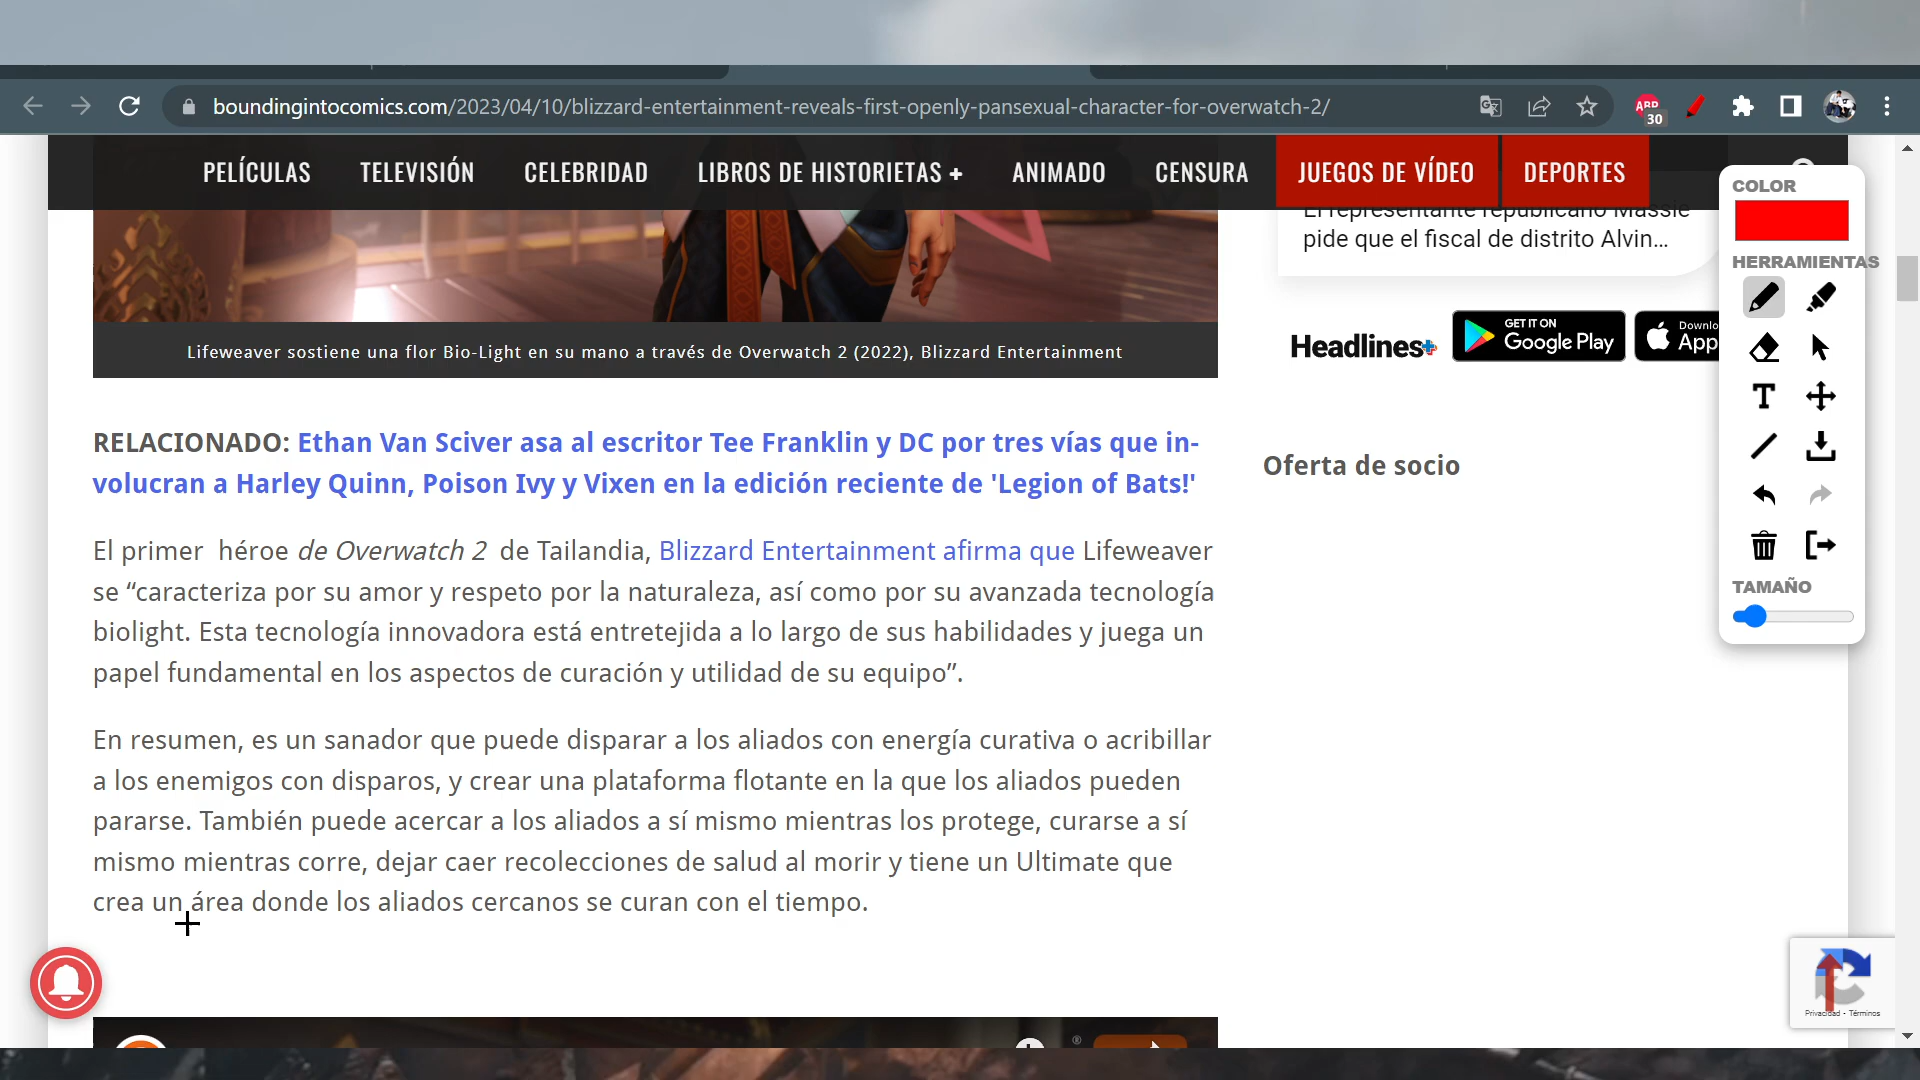 boundingintocomics.com/2023/04/10/blizzard-entertainment-reveals-first-openly-pansexual-character-for-overwatch-2/
ABP
30
PELÍCULAS TELEVISIÓN CELEBRIDAD LIBROS DE HISTORIETAS + ANIMADO CENSURA JUEGOS DE VÍDEO DEPORTES
El representante republicano Massie
pide que el fiscal de distrito Alvin...
Lifeweaver sostiene una flor Bio-Light en su mano a través de Overwatch 2 (2022), Blizzard Entertainment
Headlines+
GET IT ON
Google Play
Downlo
App
RELACIONADO: Ethan Van Sciver asa al escritor Tee Franklin y DC por tres vías que in-
volucran a Harley Quinn, Poison Ivy y Vixen en la edición reciente de 'Legion of Bats!'
Oferta de socio
El primer héroe de Overwatch 2 de Tailandia, Blizzard Entertainment afirma que Lifeweaver
se “caracteriza por su amor y respeto por la naturaleza, así como por su avanzada tecnología
biolight. Esta tecnología innovadora está entretejida a lo largo de sus habilidades y juega un
papel fundamental en los aspectos de curación y utilidad de su equipo”.
En resumen, es un sanador que puede disparar a los aliados con energía curativa o acribillar
a los enemigos con disparos, y crear una plataforma flotante en la que los aliados pueden
pararse. También puede acercar a los aliados a sí mismo mientras los protege, curarse a sí
mismo mientras corre, dejar caer recolecciones de salud al morir y tiene un Ultimate que
crea un área donde los aliados cercanos se curan con el tiempo.
COLOR
HERRAMIENTAS
T
TAMAÑO
Privacidad - Términos
®